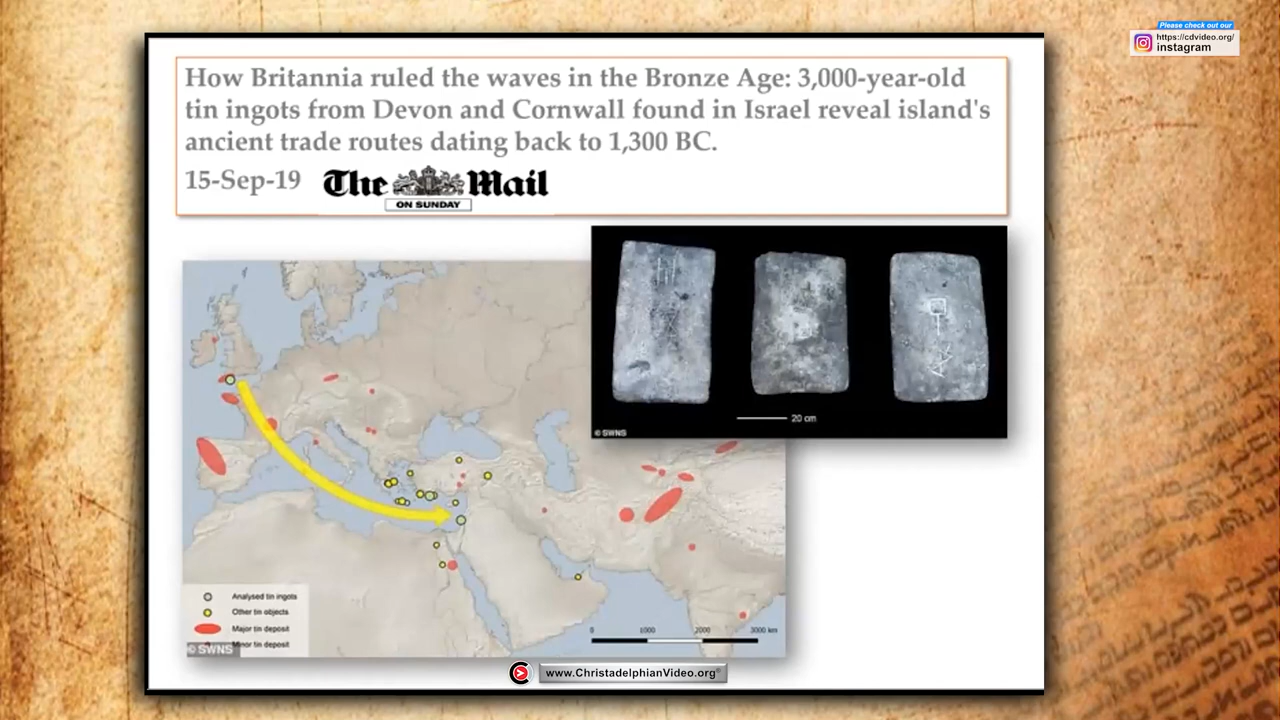 Please check out our
https://cdvideo.org/
instagram
How Britannia ruled the waves in the Bronze Age: 3,000-year-old
tin ingots from Devon and Cornwall found in Israel reveal island's
ancient trade routes dating back to 1,300 BC.
15-Sep-19 The Mail
ON SUNDAY
20 cm
© SWNS
Analysed tin ingots
Other tin objects
Major tin deposit
Minor tin deposit
© SWNS
0 1000 2000 3000 km
www.ChristadelphianVideo.org®